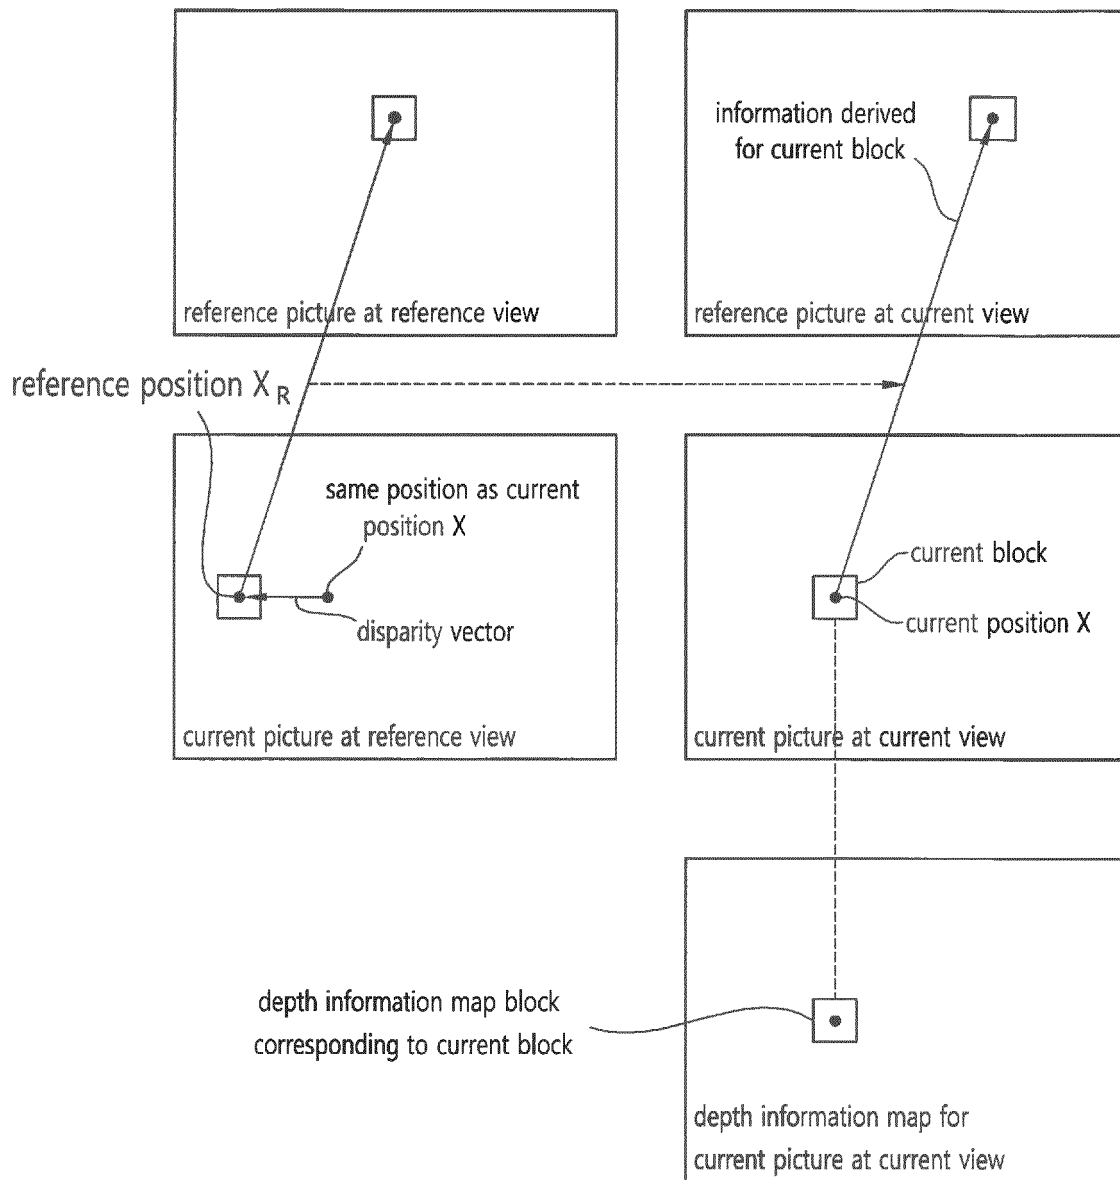 information derived
for current block
reference picture at reference view
reference picture at current view
reference position X R
same position as current
position X
current block
current position X
disparity vector
current picture at reference view
current picture at current view
depth information map block
corresponding to current block
depth information map for
current picture at current view